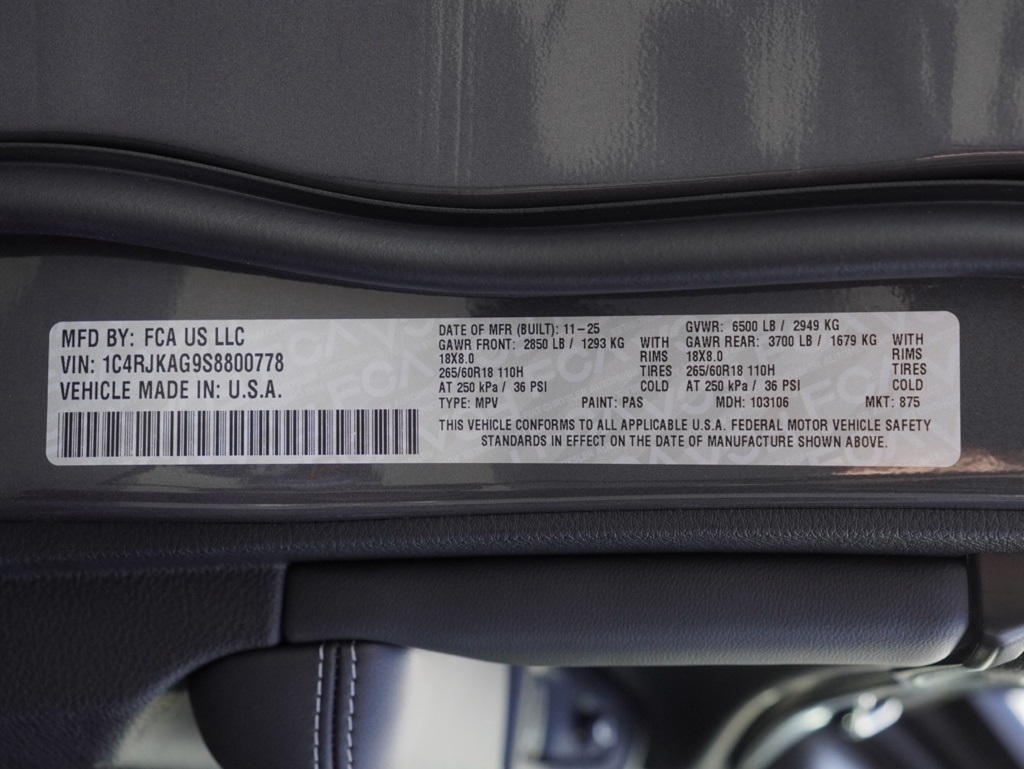 MFD BY: FCA US LLC
VIN: 1C4RJKAG9S8800778
VEHICLE MADE IN: U.S.A.
DATE OF MFR (BUILT): 11-25 GVWR: 6500 LB / 2949 KG
GAWR FRONT: 2850 LB / 1293 KG WITH GAWR REAR: 3700 LB / 1679 KG WITH
18X8.0 RIMS 18X8.0 RIMS
265/60R18 110H TIRES 265/60R18 110H TIRES
AT 250 kPa / 36 PSI COLD AT 250 kPa / 36 PSI COLD
TYPE: MPV PAINT: PAS MDH: 103106 MKT: 875
THIS VEHICLE CONFORMS TO ALL APPLICABLE U.S.A. FEDERAL MOTOR VEHICLE SAFETY
STANDARDS IN EFFECT ON THE DATE OF MANUFACTURE SHOWN ABOVE.